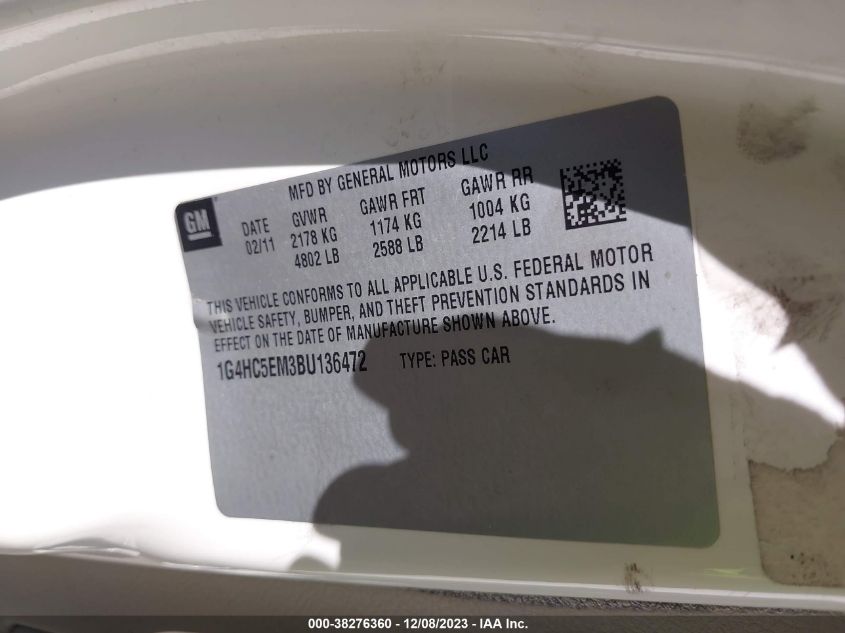 MFD BY GENERAL MOTORS LLC
GM
DATE GVWR GAWR FRT GAWR RR
02/11 2178 KG 1174 KG 1004 KG
4802 LB 2588 LB 2214 LB
THIS VEHICLE CONFORMS TO ALL APPLICABLE U.S. FEDERAL MOTOR
VEHICLE SAFETY, BUMPER, AND THEFT PREVENTION STANDARDS IN
EFFECT ON THE DATE OF MANUFACTURE SHOWN ABOVE.
1G4HC5EM3BU136472 TYPE: PASS CAR
000-38276360 - 12/08/2023 - IAA Inc.